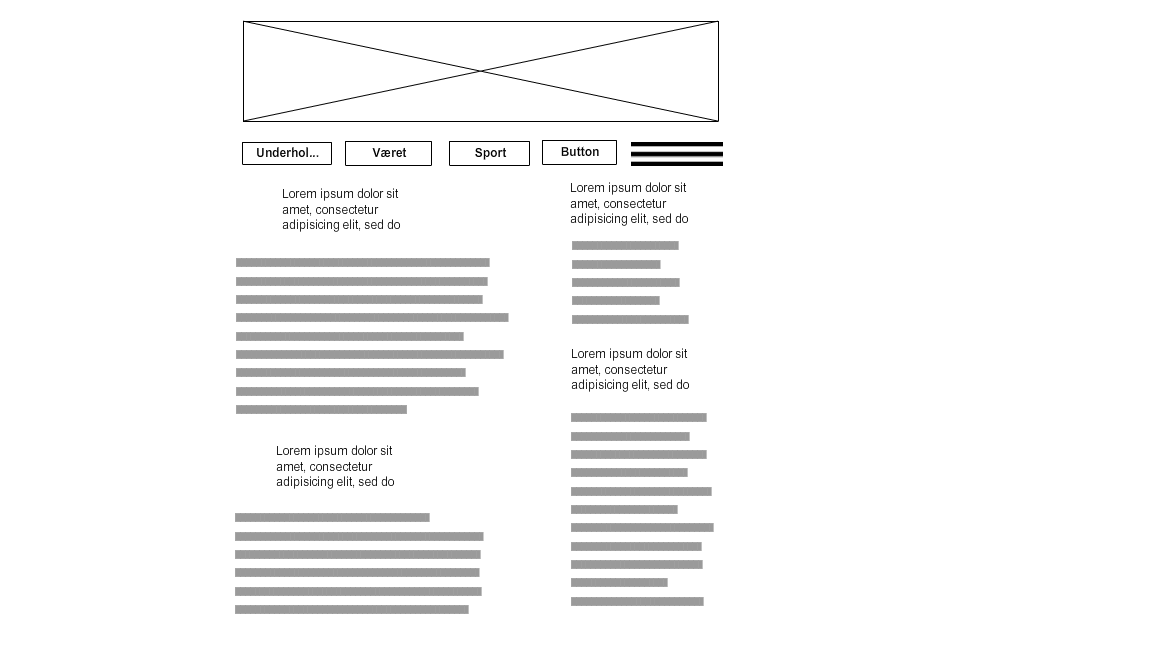 Underhol...
Været
Sport
Button
Lorem ipsum dolor sit
amet, consectetur
adipisicing elit, sed do
Lorem ipsum dolor sit
amet, consectetur
adipisicing elit, sed do
Lorem ipsum dolor sit
amet, consectetur
adipisicing elit, sed do
Lorem ipsum dolor sit
amet, consectetur
adipisicing elit, sed do